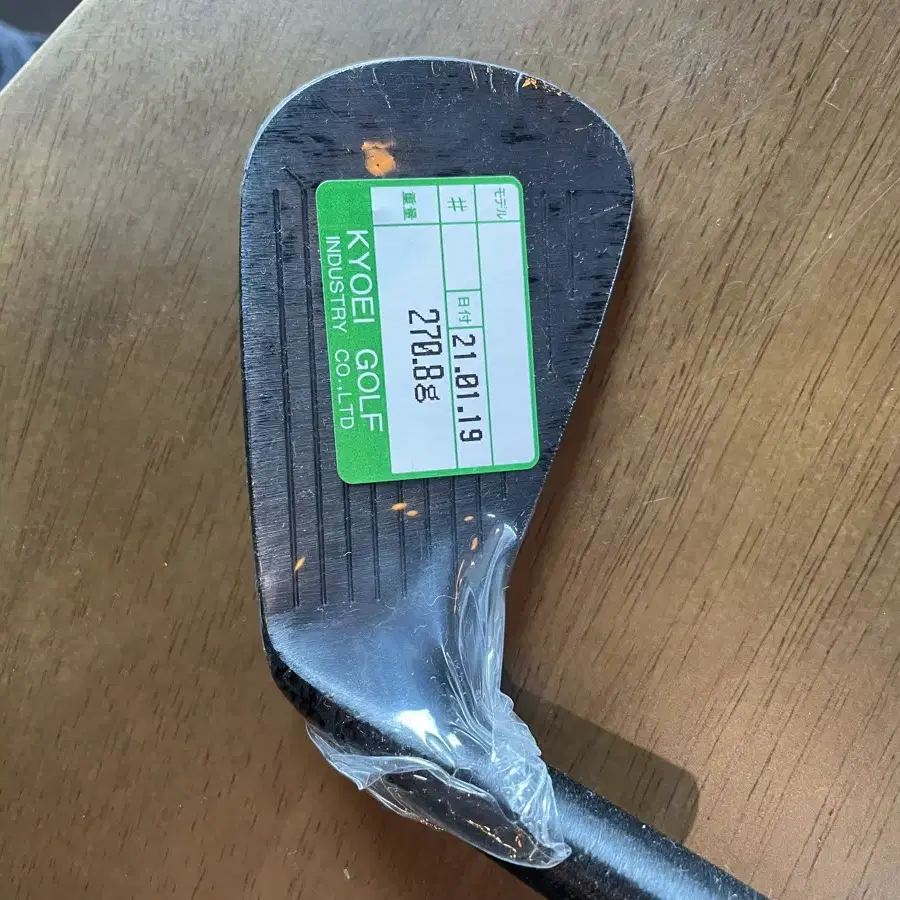 KYOEI GOLF
INDUSTRY CO.,LTD
モデル
#
日付 21.01.19
重量 270.8g